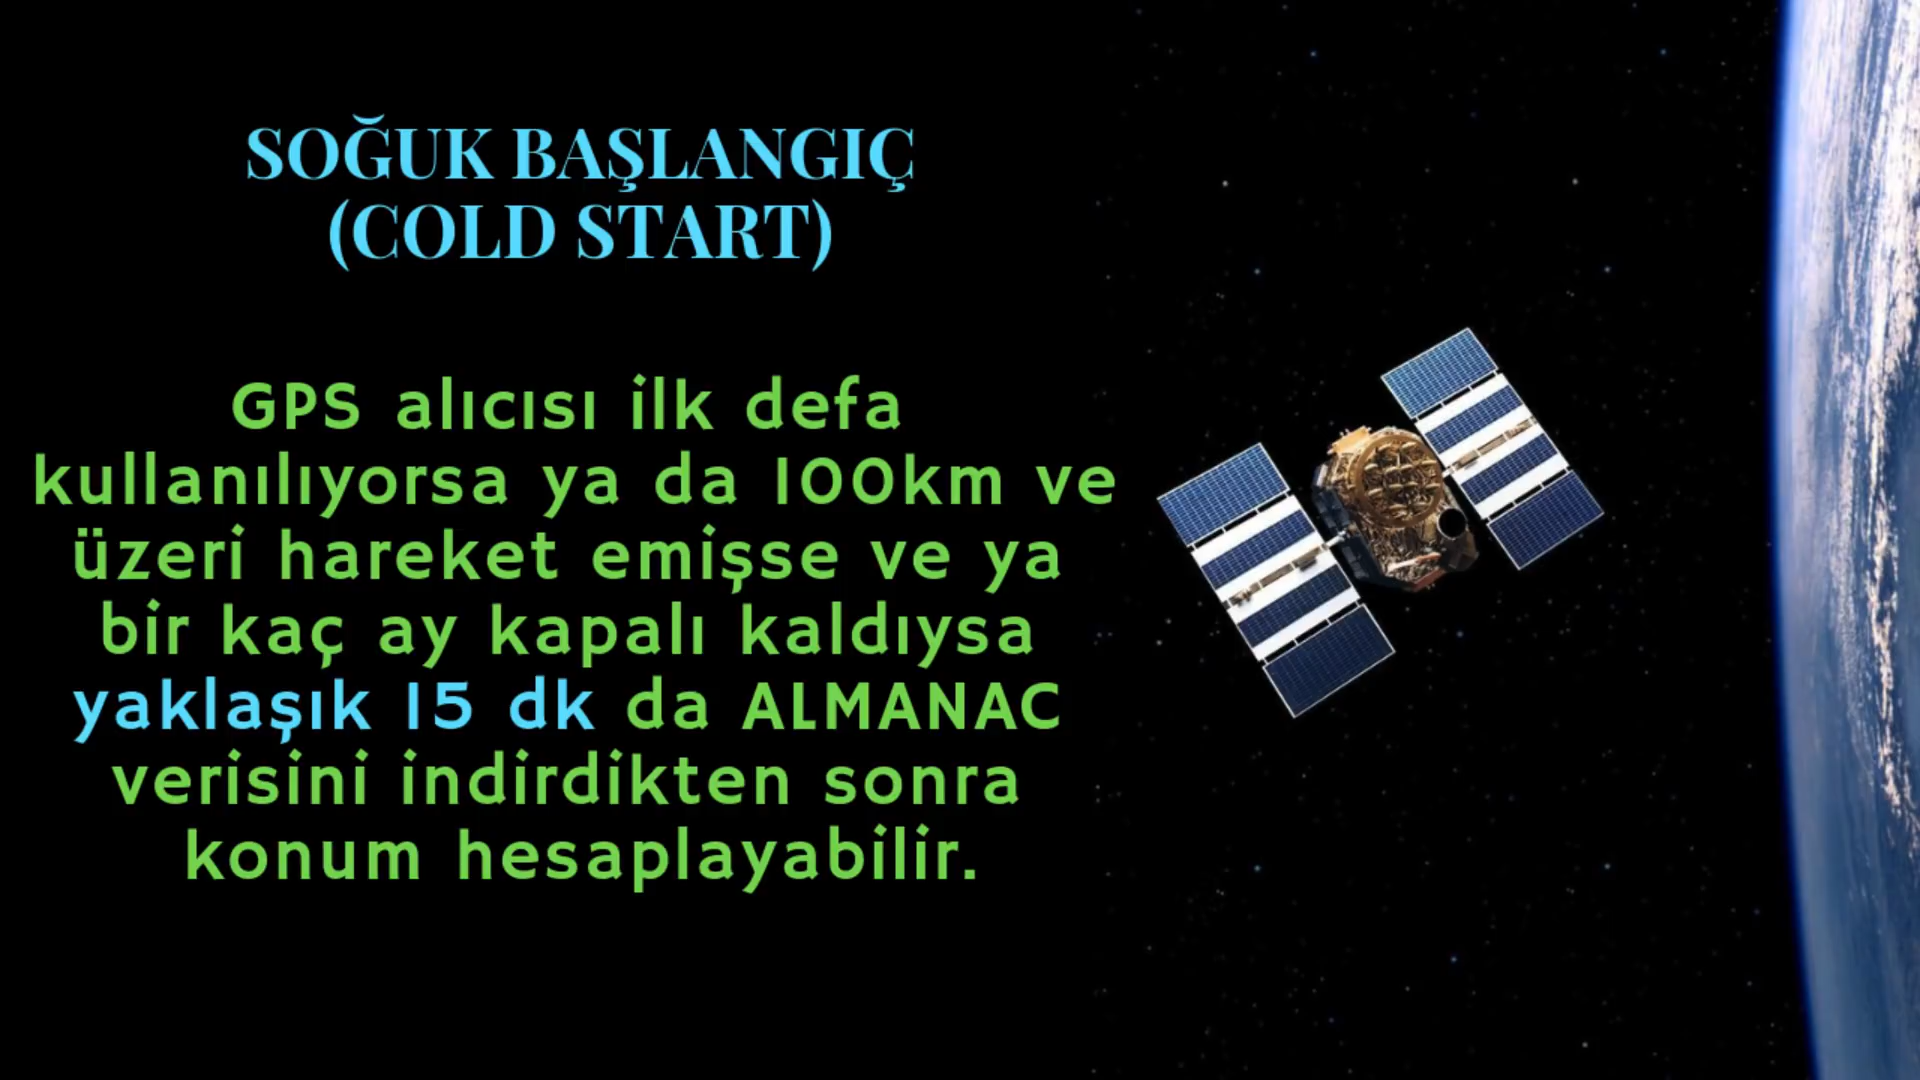 SOĞUK BAŞLANGIÇ
(COLD START)
GPS alıcısı ilk defa
kullanılıyorsa ya da 100km ve
üzeri hareket emişse ve ya
bir kaç ay kapalı kaldıysa
yaklaşık 15 dk da ALMANAC
verisini indirdikten sonra
konum hesaplayabilir.